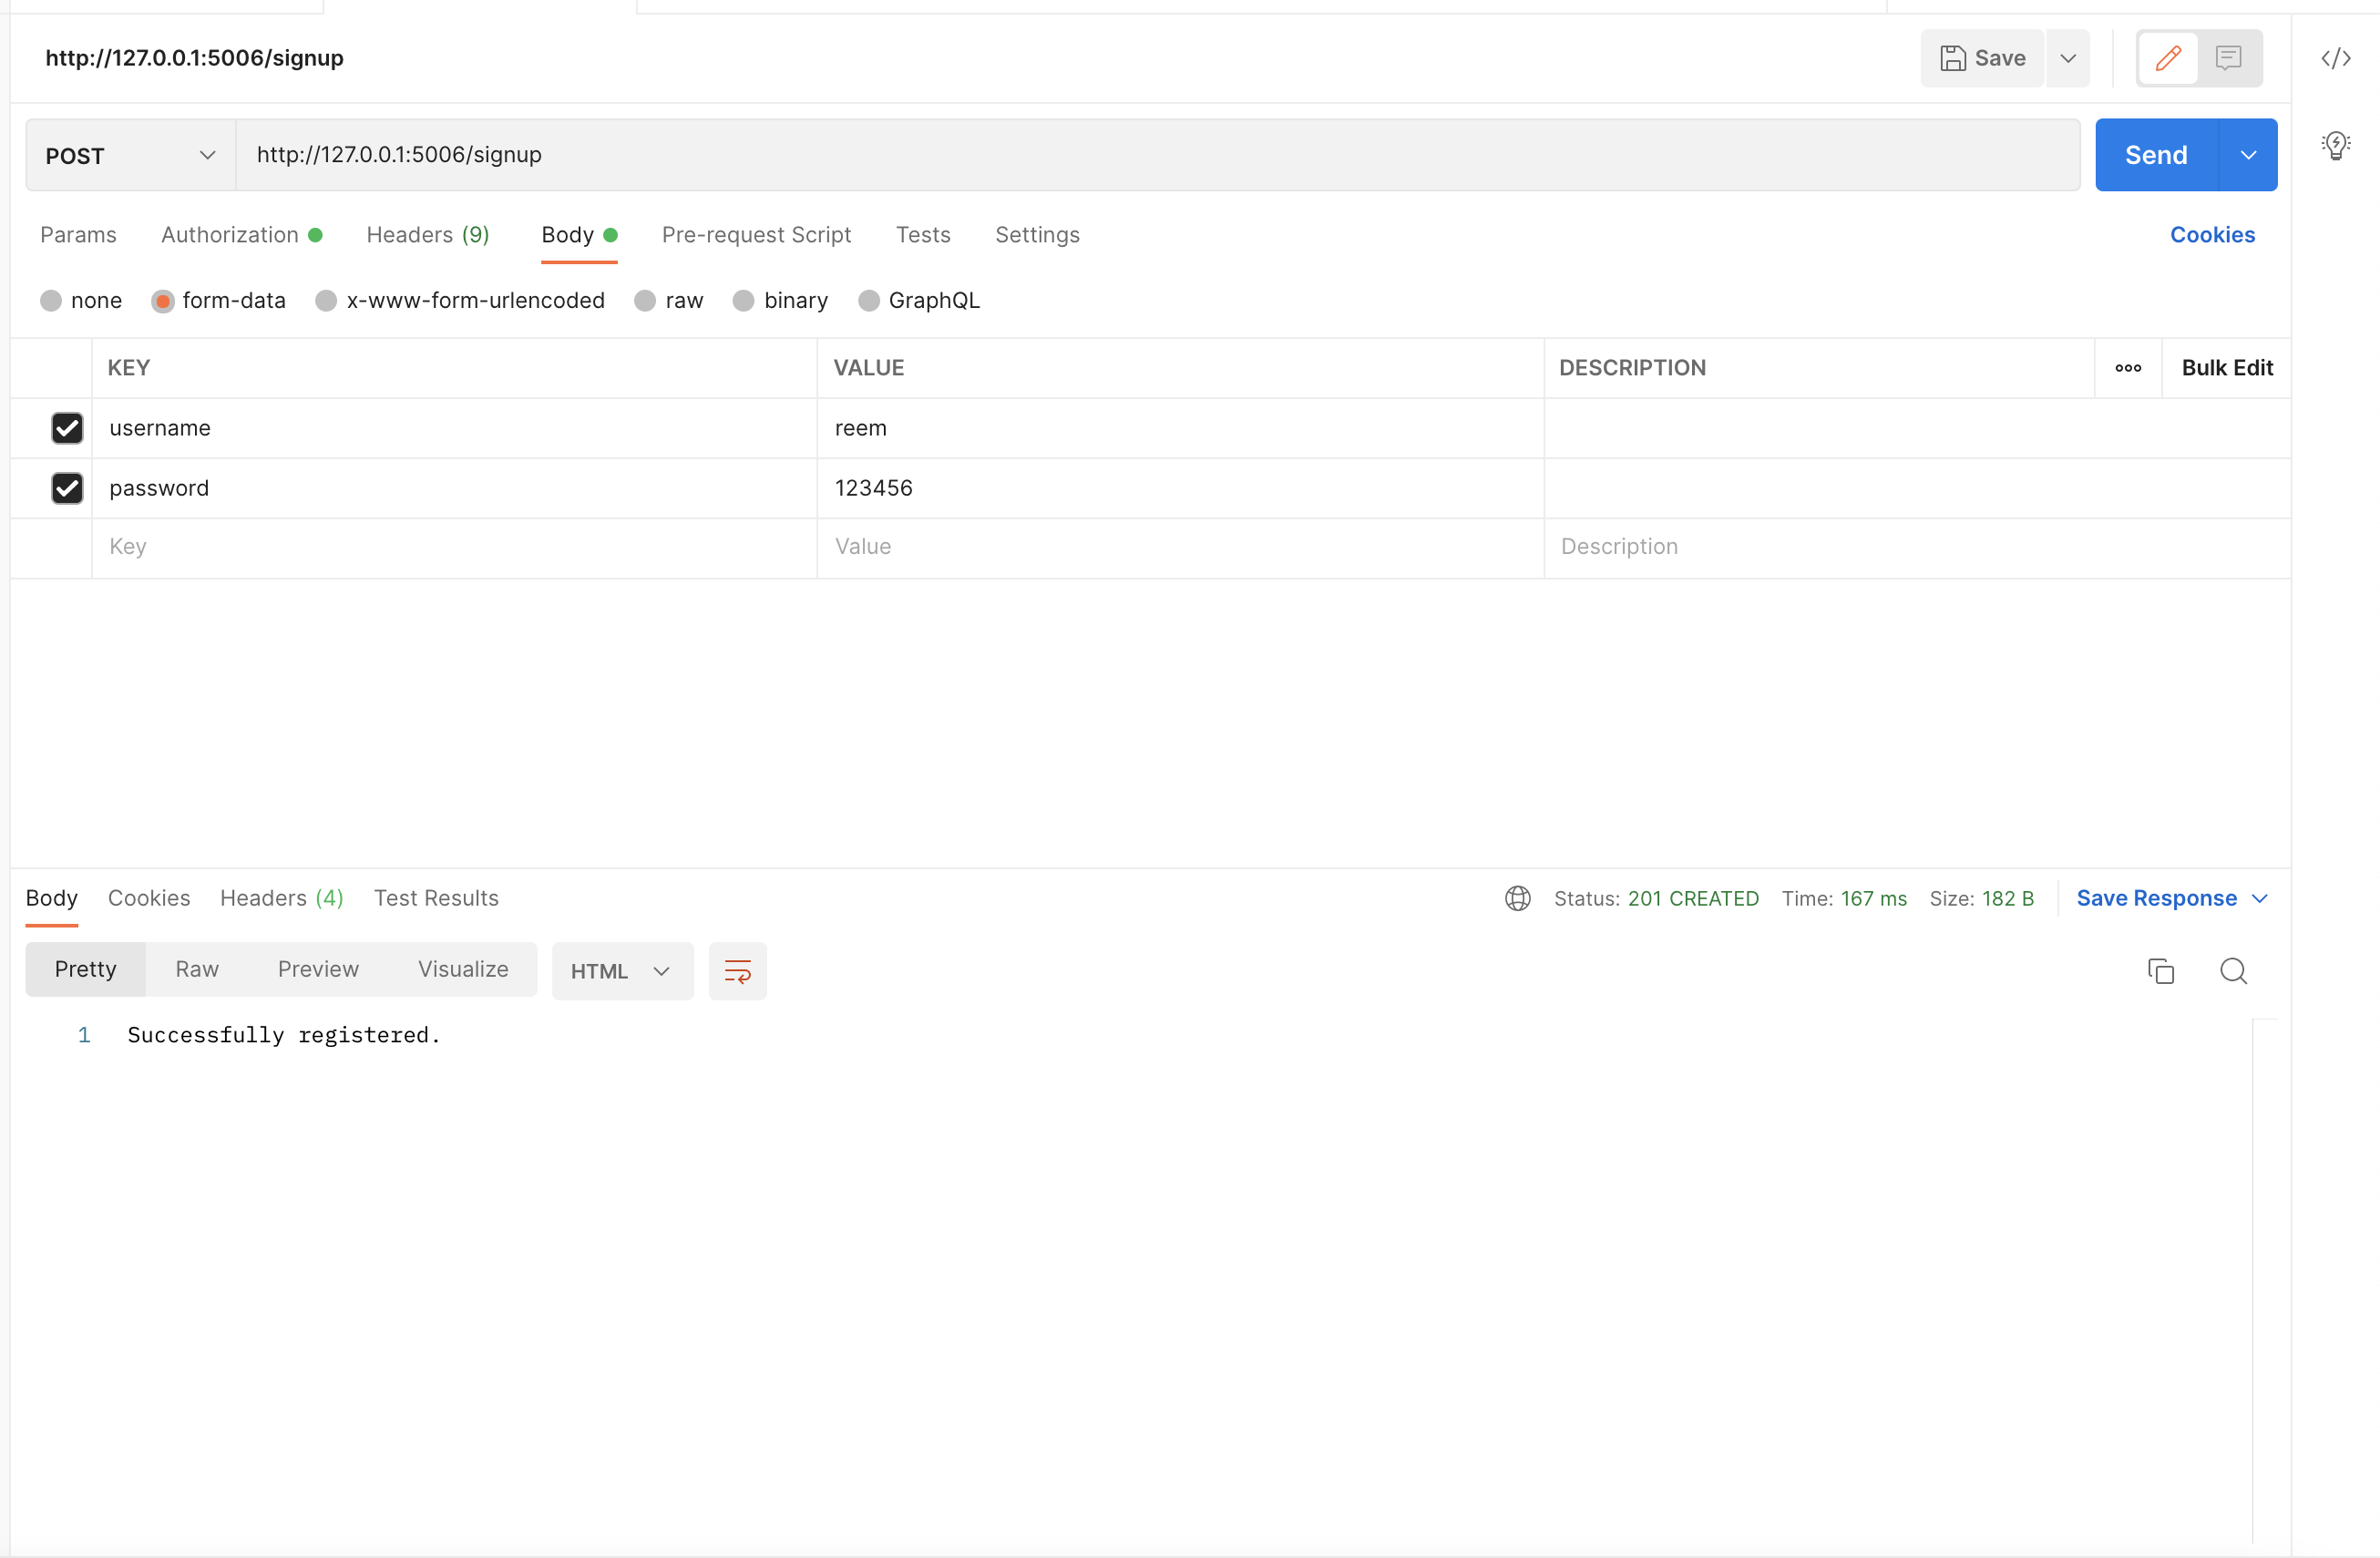 http://127.0.0.1:5006/signup
Save
POST
http://127.0.0.1:5006/signup
Send
Params Authorization Headers (9) Body Pre-request Script Tests Settings Cookies
none form-data x-www-form-urlencoded raw binary GraphQL
KEY VALUE DESCRIPTION Bulk Edit
username reem
password 123456
Key Value Description
Body Cookies Headers (4) Test Results Status: 201 CREATED Time: 167 ms Size: 182 B Save Response
Pretty Raw Preview Visualize HTML
1 Successfully registered.